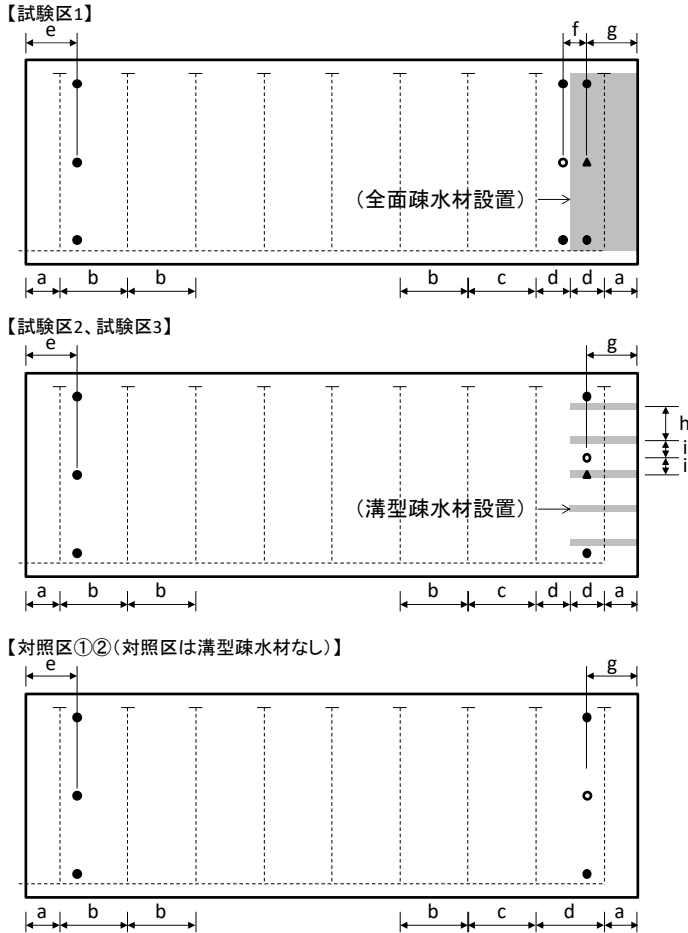 【試験区1】
e f g
（全面疎水材設置）
a b b b c d d a
【試験区2、試験区3】
e g
h
i
i
（溝型疎水材設置）
a b b b c d d a
【対照区①②（対照区は溝型疎水材なし）】
e g
a b b b c d a